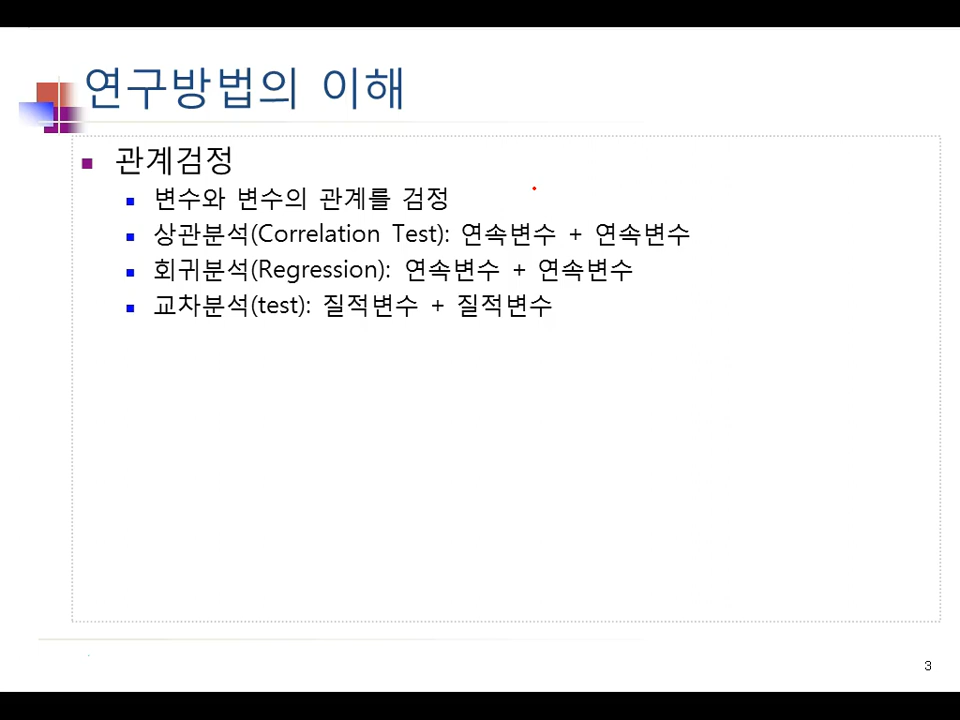 연구방법의 이해
관계검정
변수와 변수의 관계를 검정
상관분석(Correlation Test): 연속변수 + 연속변수
회귀분석(Regression): 연속변수 + 연속변수
교차분석(test): 질적변수 + 질적변수
3